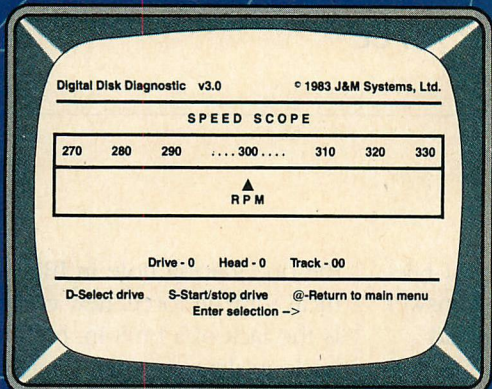 Digital Disk Diagnostic v3.0 © 1983 J&M Systems, Ltd.
SPEED SCOPE
270 280 290 ....300.... 310 320 330
▲
RPM
Drive - 0 Head - 0 Track - 00
D-Select drive S-Start/stop drive @-Return to main menu
Enter selection -->